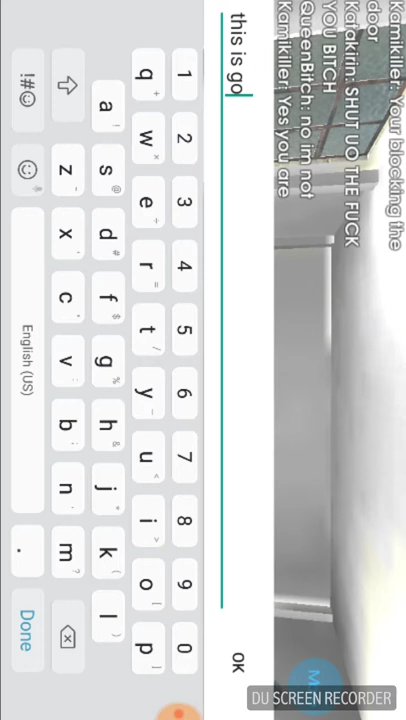 Kamikiller: Your blocking the
door
Katakirin: SHUT UO THE FUCK
YOU BITCH
QueenBitch: no im not
Kamikiller: Yes you are
this is go
OK
1 2 3 4 5 6 7 8 9 0
q w e r t y u i o p
a s d f g h j k l
z x c v b n m
!#☺ English (US) . Done
DU SCREEN RECORDER